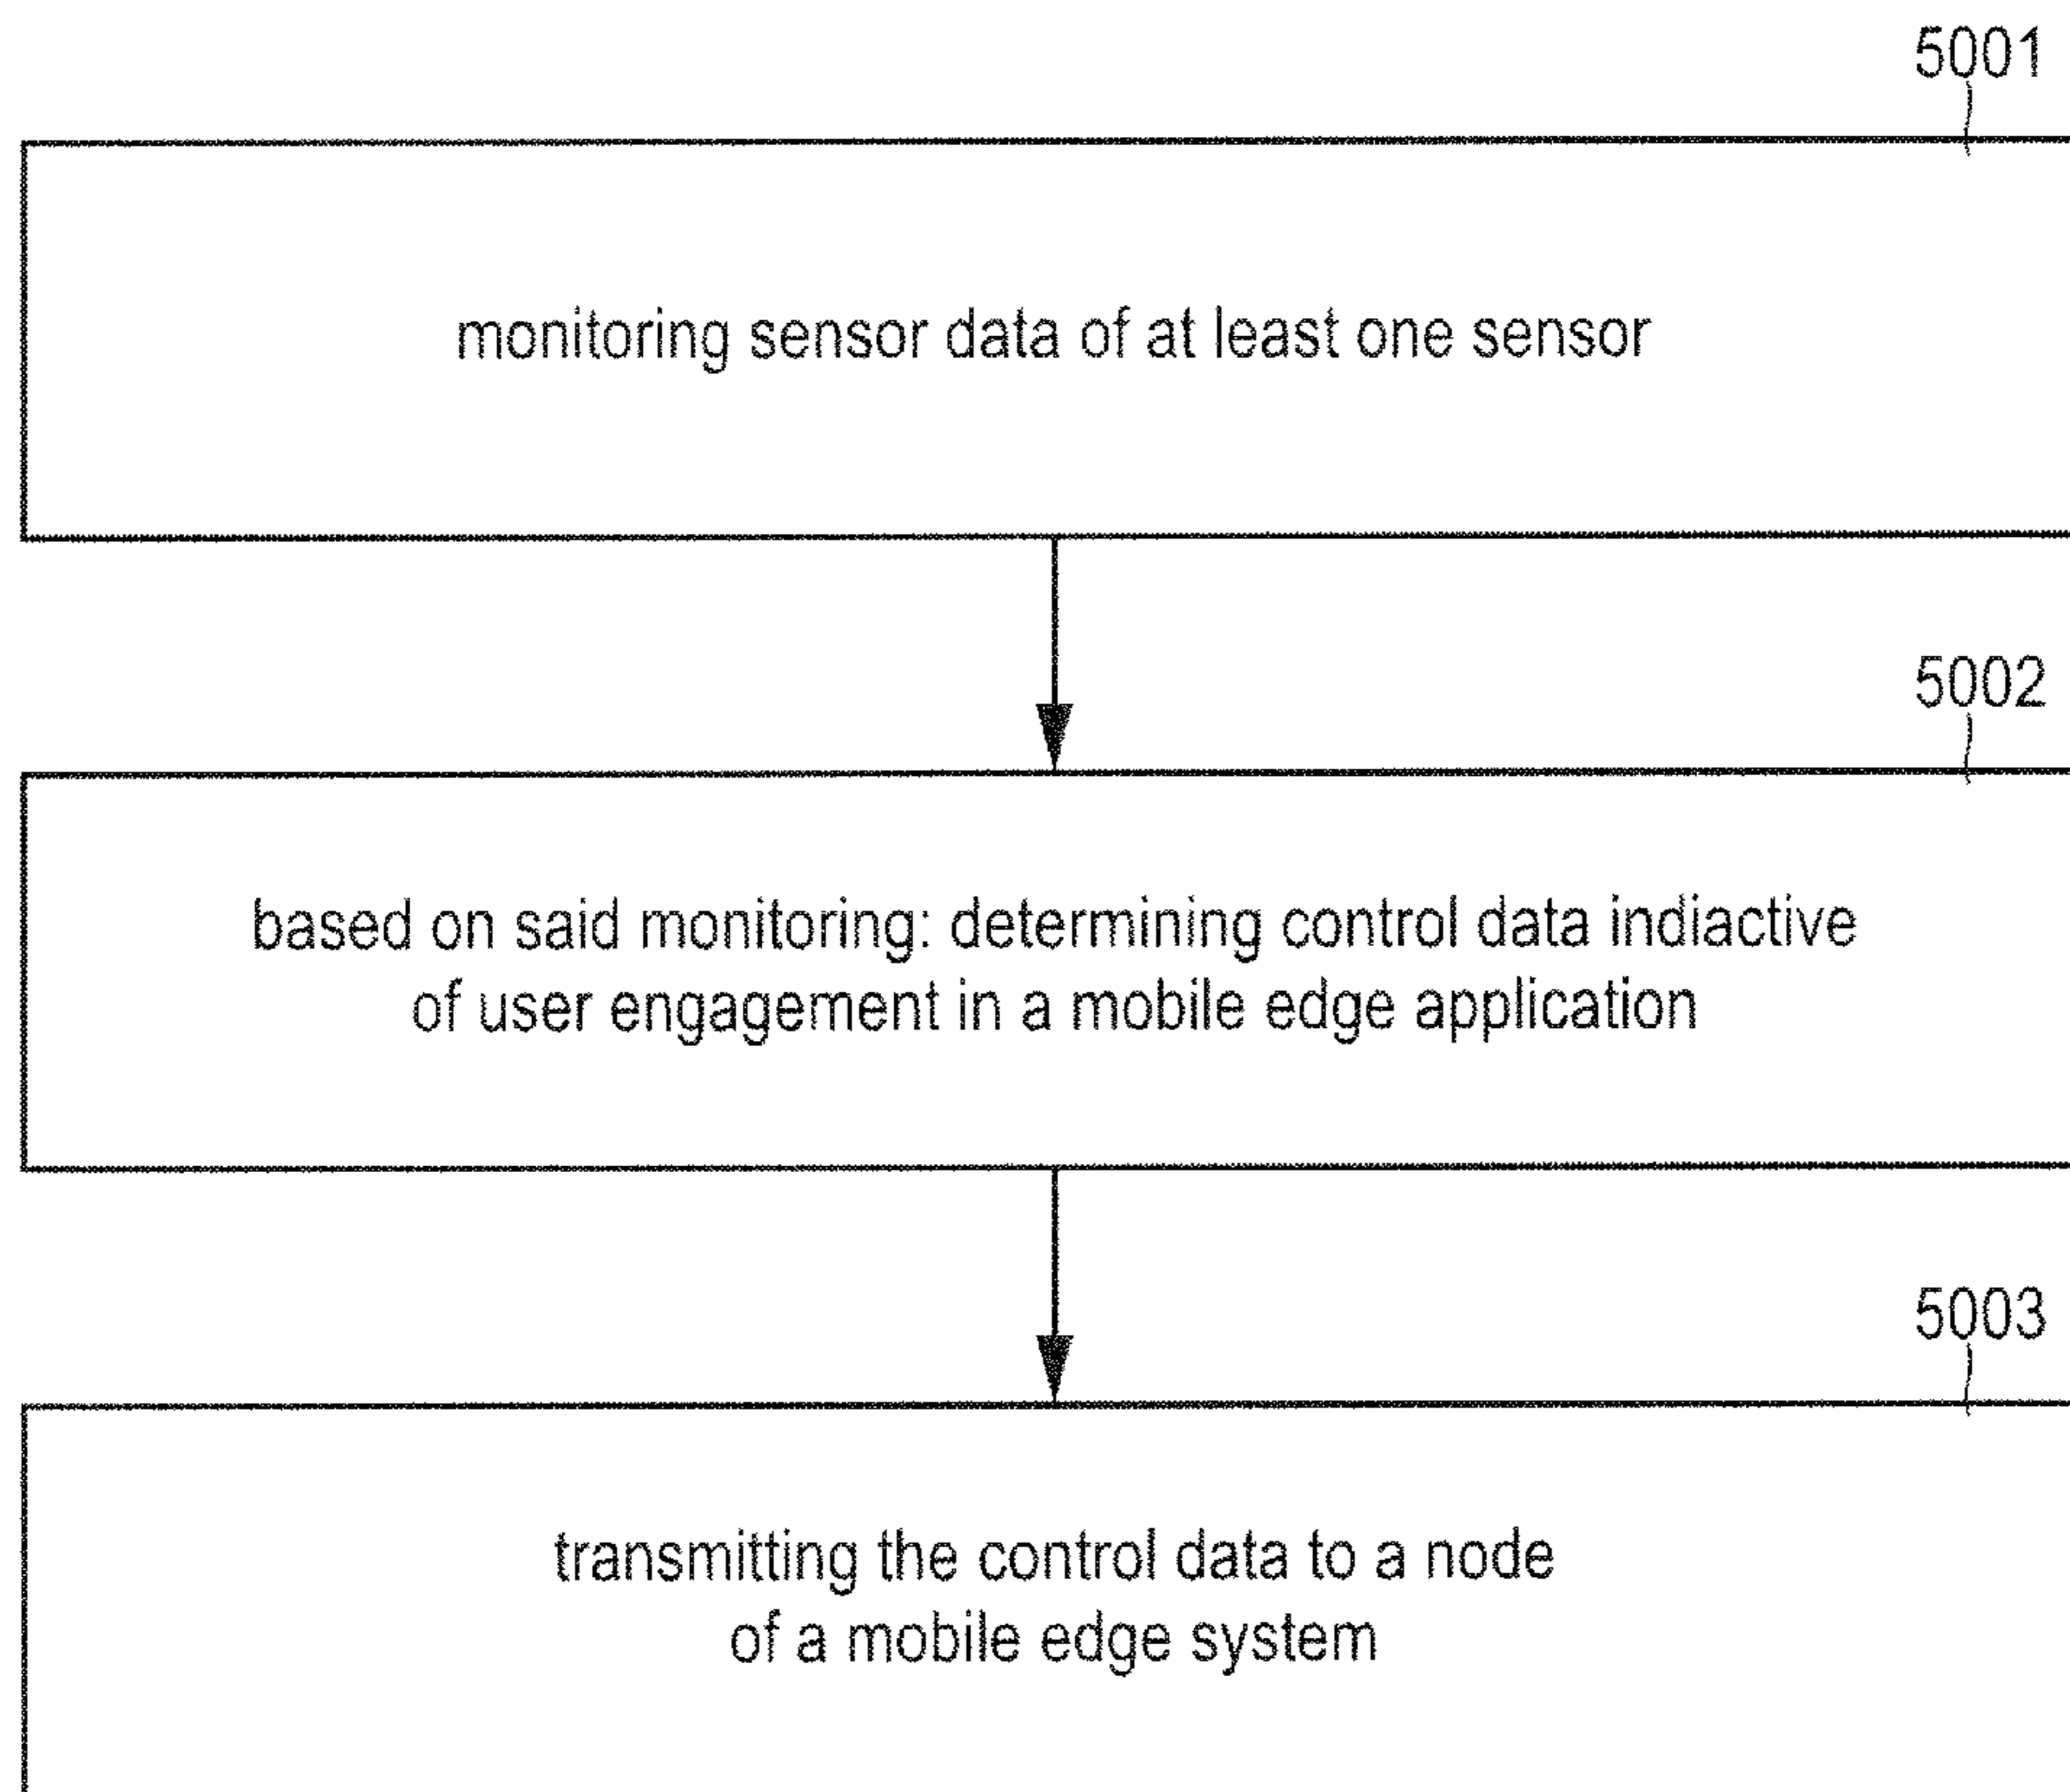 5001
monitoring sensor data of at least one sensor
5002
based on said monitoring: determining control data indiactive
of user engagement in a mobile edge application
5003
transmitting the control data to a node
of a mobile edge system